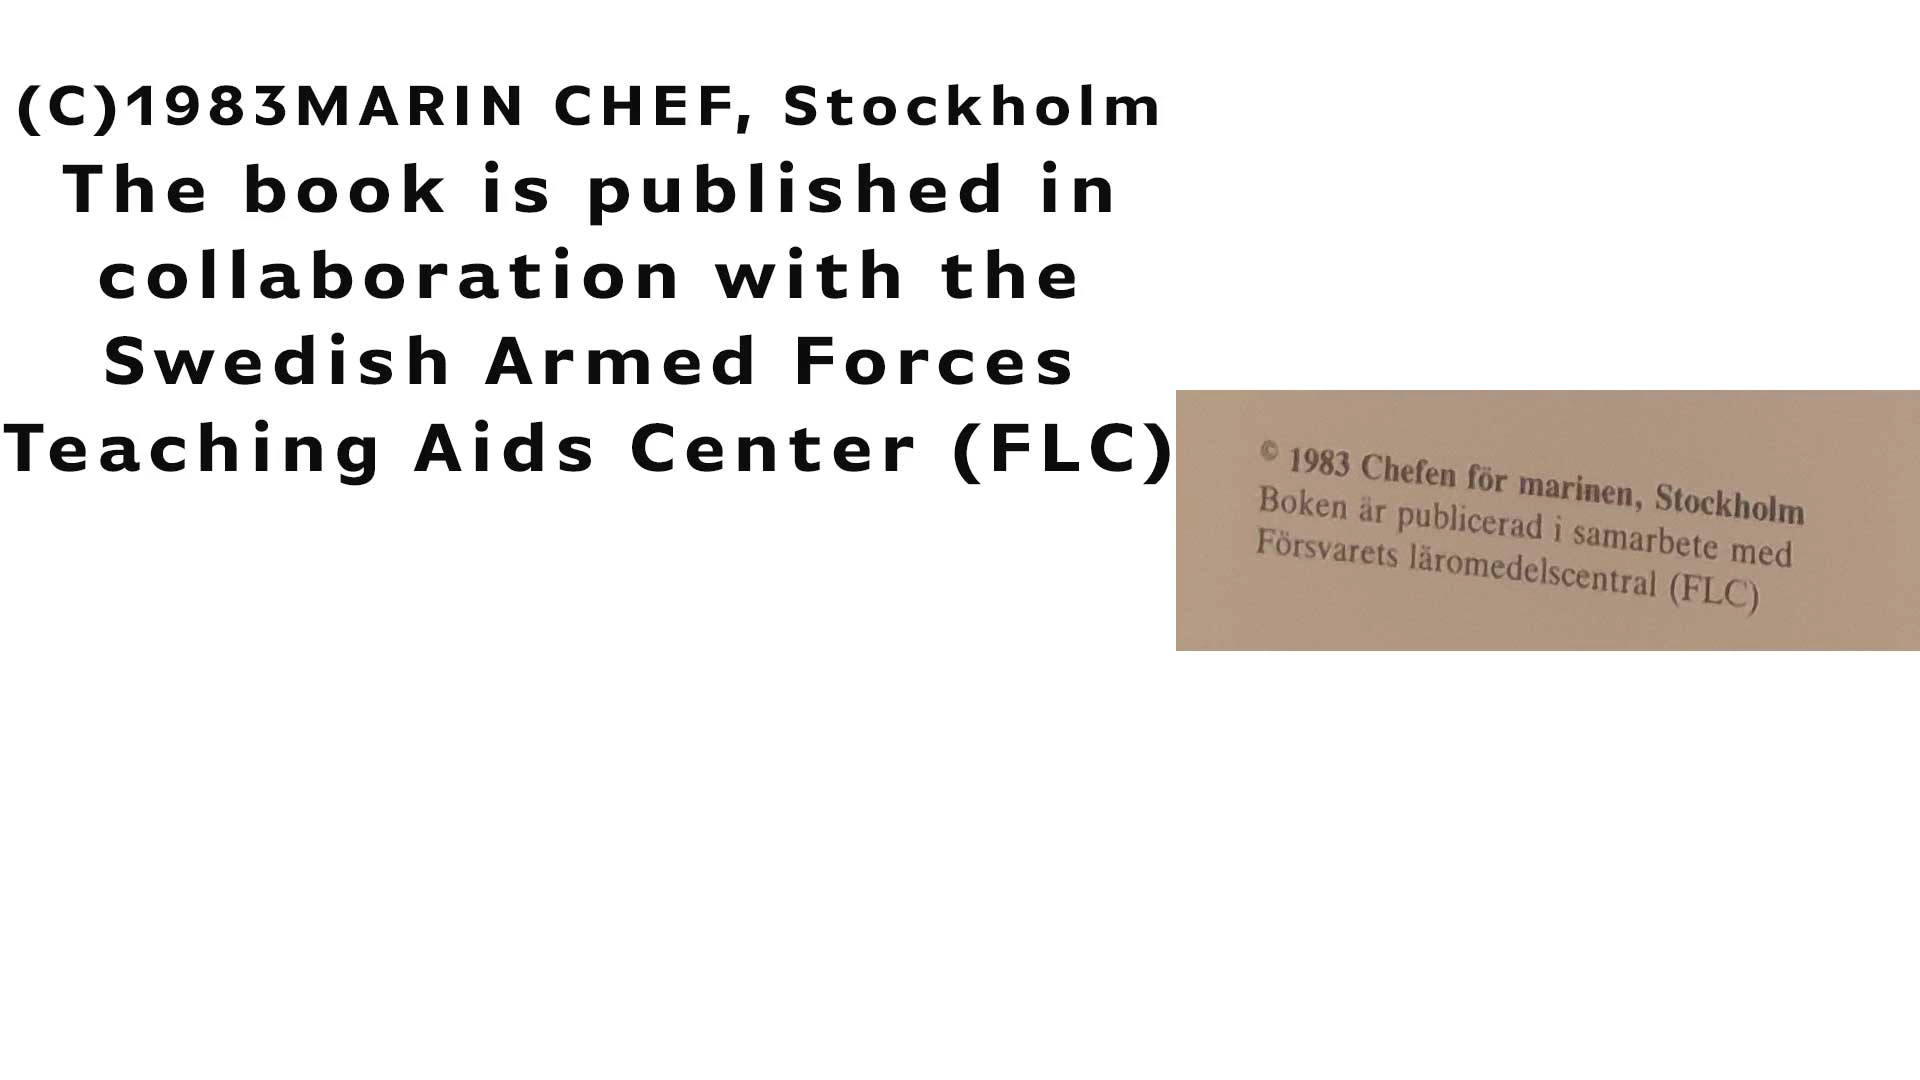 (C)1983MARIN CHEF, Stockholm
The book is published in
collaboration with the
Swedish Armed Forces
Teaching Aids Center (FLC)
© 1983 Chefen för marinen, Stockholm
Boken är publicerad i samarbete med
Försvarets läromedelscentral (FLC)